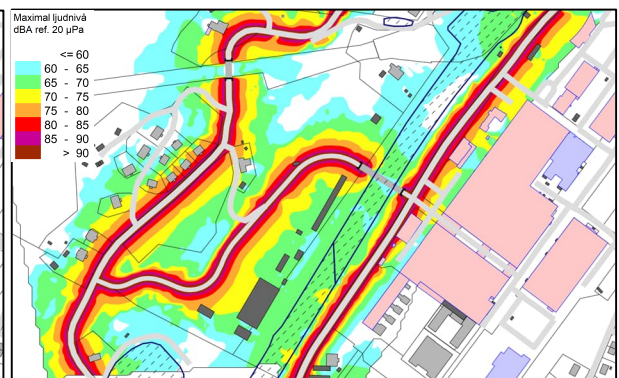 Maximal ljudnivå
dBA ref. 20 µPa
<= 60
60 - 65
65 - 70
70 - 75
75 - 80
80 - 85
85 - 90
> 90